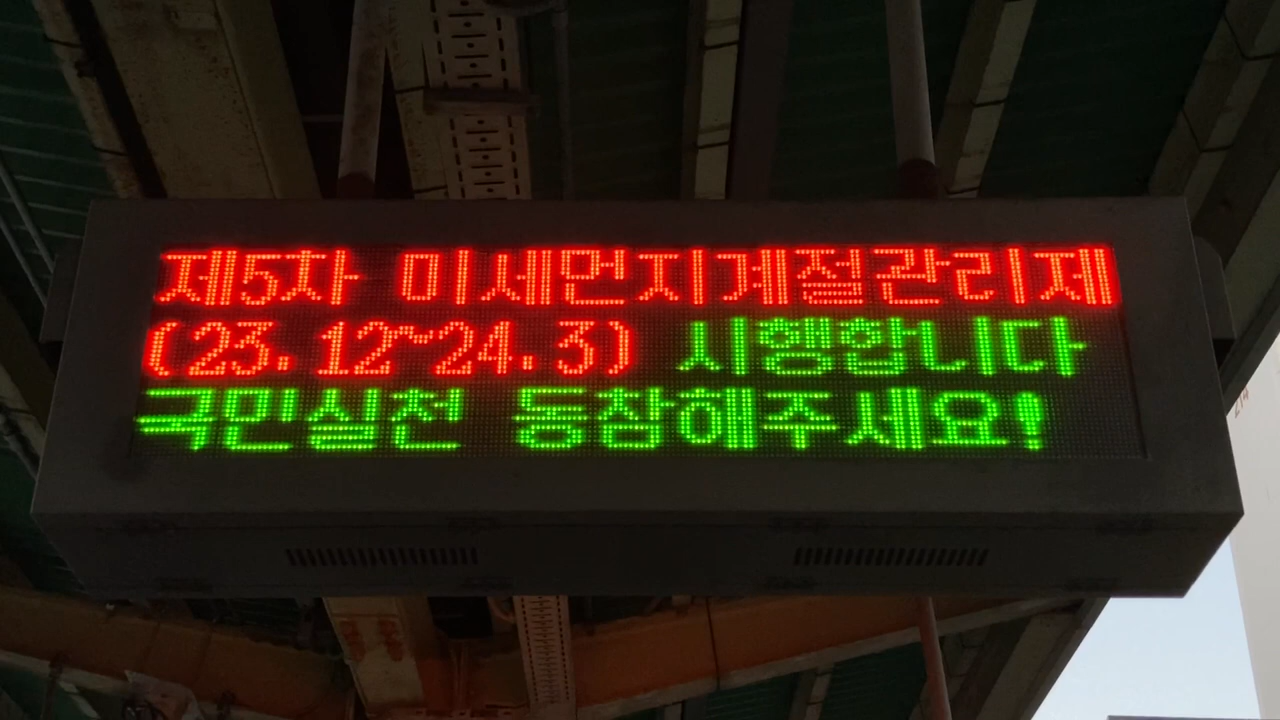 제5차 미세먼지계절관리제
(23.12~24.3) 시행합니다
국민실천 동참해주세요!